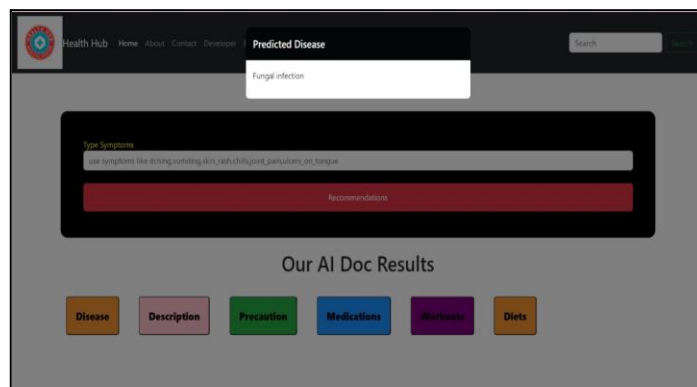 Health Hub Home About Contact Developer
Predicted Disease
Search
Fungal infection
Type Symptoms
use symptoms like itching,vomiting,skin_rash,chills,joint_pain,ulcers_on_tongue
Recommendations
Our AI Doc Results
Disease Description Precaution Medications Workouts Diets